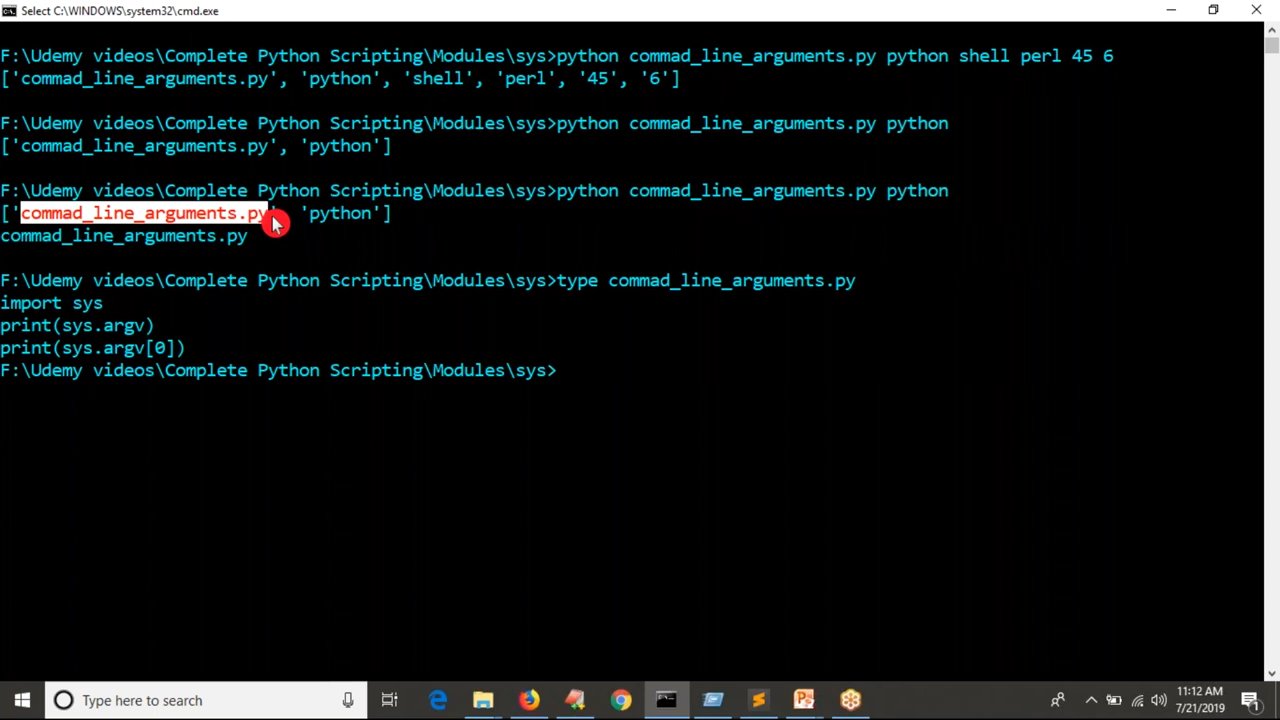 Select C:\WINDOWS\system32\cmd.exe
F:\Udemy videos\Complete Python Scripting\Modules\sys>python commad_line_arguments.py python shell perl 45 6
['commad_line_arguments.py', 'python', 'shell', 'perl', '45', '6']
F:\Udemy videos\Complete Python Scripting\Modules\sys>python commad_line_arguments.py python
['commad_line_arguments.py', 'python']
F:\Udemy videos\Complete Python Scripting\Modules\sys>python commad_line_arguments.py python
['commad_line_arguments.py', 'python']
commad_line_arguments.py
F:\Udemy videos\Complete Python Scripting\Modules\sys>type commad_line_arguments.py
import sys
print(sys.argv)
print(sys.argv[0])
F:\Udemy videos\Complete Python Scripting\Modules\sys>
Type here to search
11:12 AM
7/21/2019